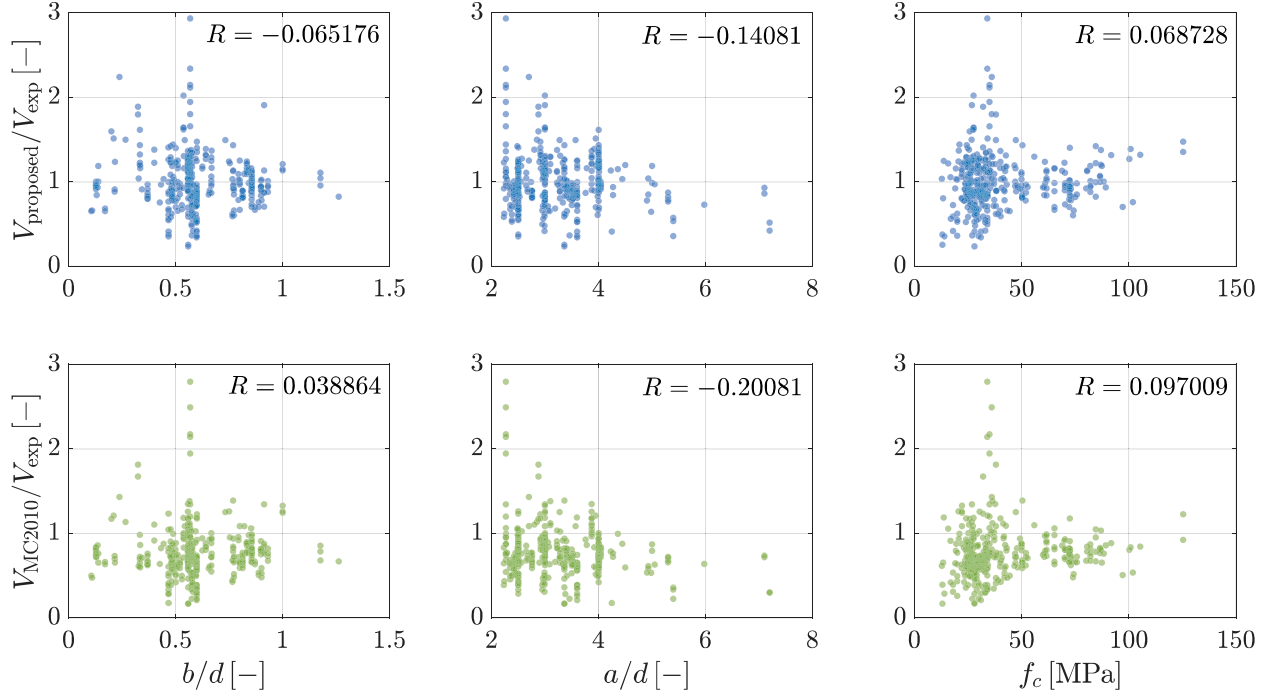 V_proposed/V_exp [−]
3
2
1
0
R = −0.065176
0 0.5 1 1.5
3
2
1
0
R = −0.14081
2 4 6 8
3
2
1
0
R = 0.068728
0 50 100 150
V_MC2010/V_exp [−]
3
2
1
0
R = 0.038864
0 0.5 1 1.5
b/d [−]
3
2
1
0
R = −0.20081
2 4 6 8
a/d [−]
3
2
1
0
R = 0.097009
0 50 100 150
f_c [MPa]